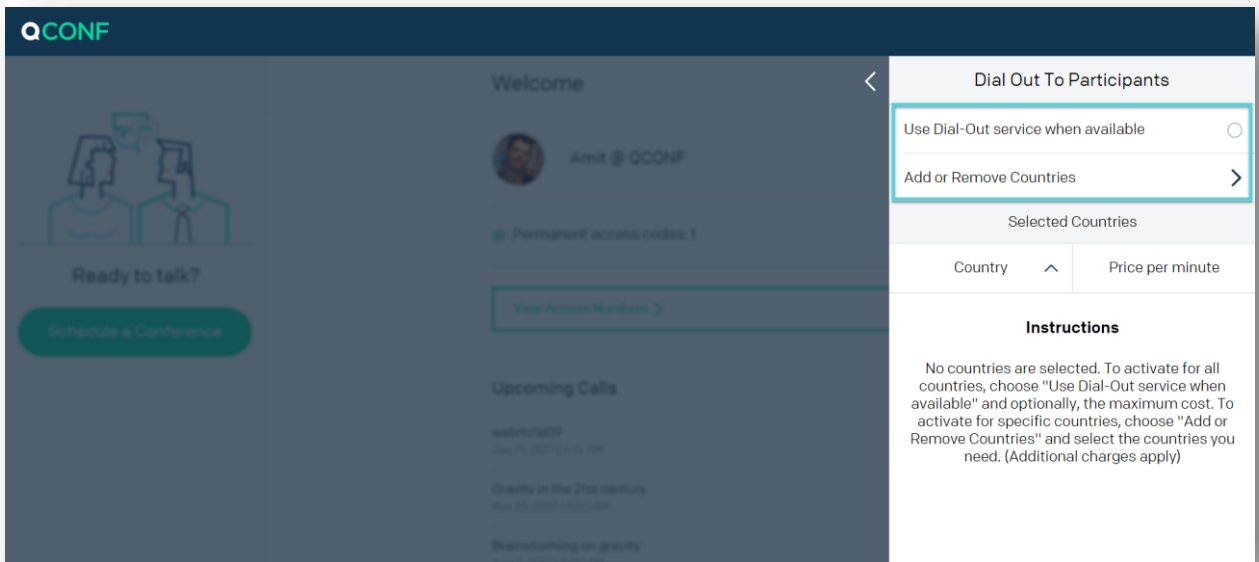 QCONF
Welcome
Dial Out To Participants
Amit @ QCONF
Use Dial-Out service when available
Add or Remove Countries
Permanent access codes: 1
Selected Countries
Ready to talk?
Country
Price per minute
View Access Numbers
Schedule a Conference
Instructions
No countries are selected. To activate for all
countries, choose "Use Dial-Out service when
available" and optionally, the maximum cost. To
activate for specific countries, choose "Add or
Remove Countries" and select the countries you
need. (Additional charges apply)
Upcoming Calls
webrtc1609
Gravity in the 21st century
Brainstorming on gravity